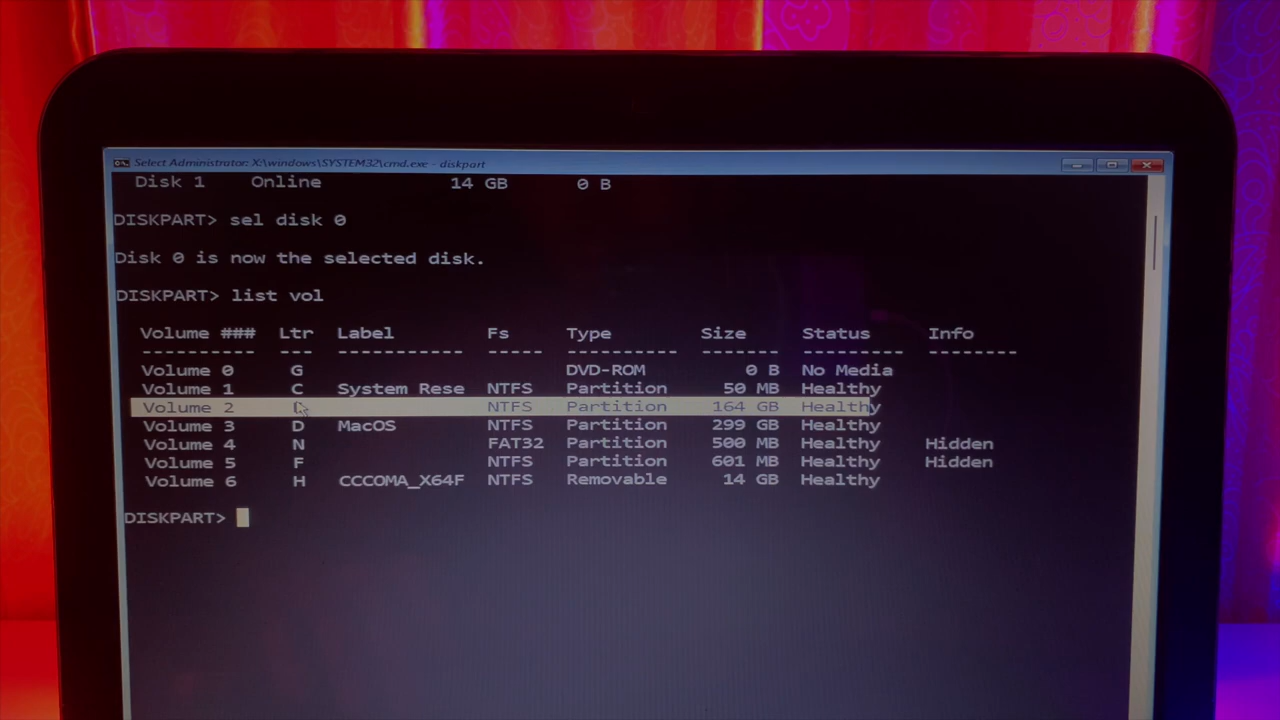 Select Administrator: X:\windows\SYSTEM32\cmd.exe - diskpart
Disk 1 Online 14 GB 0 B
DISKPART> sel disk 0
Disk 0 is now the selected disk.
DISKPART> list vol
Volume ### Ltr Label Fs Type Size Status Info
---------- --- ----------- ----- ---------- ------- --------- --------
Volume 0 G DVD-ROM 0 B No Media
Volume 1 C System Rese NTFS Partition 50 MB Healthy
Volume 2 NTFS Partition 164 GB Healthy
Volume 3 D MacOS NTFS Partition 299 GB Healthy
Volume 4 N FAT32 Partition 500 MB Healthy Hidden
Volume 5 F NTFS Partition 601 MB Healthy Hidden
Volume 6 H CCCOMA_X64F NTFS Removable 14 GB Healthy
DISKPART>